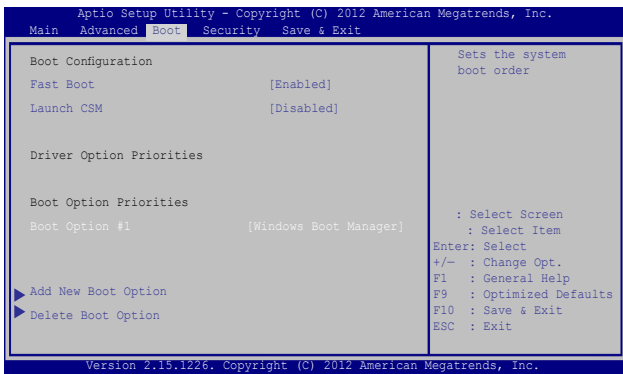 Aptio Setup Utility - Copyright (C) 2012 American Megatrends, Inc.
Main Advanced Boot Security Save & Exit
Boot Configuration
Fast Boot [Enabled]
Launch CSM [Disabled]
Driver Option Priorities
Boot Option Priorities
Boot Option #1 [Windows Boot Manager]
Add New Boot Option
Delete Boot Option
Sets the system
boot order
: Select Screen
: Select Item
Enter: Select
+/— : Change Opt.
F1 : General Help
F9 : Optimized Defaults
F10 : Save & Exit
ESC : Exit
Version 2.15.1226. Copyright (C) 2012 American Megatrends, Inc.